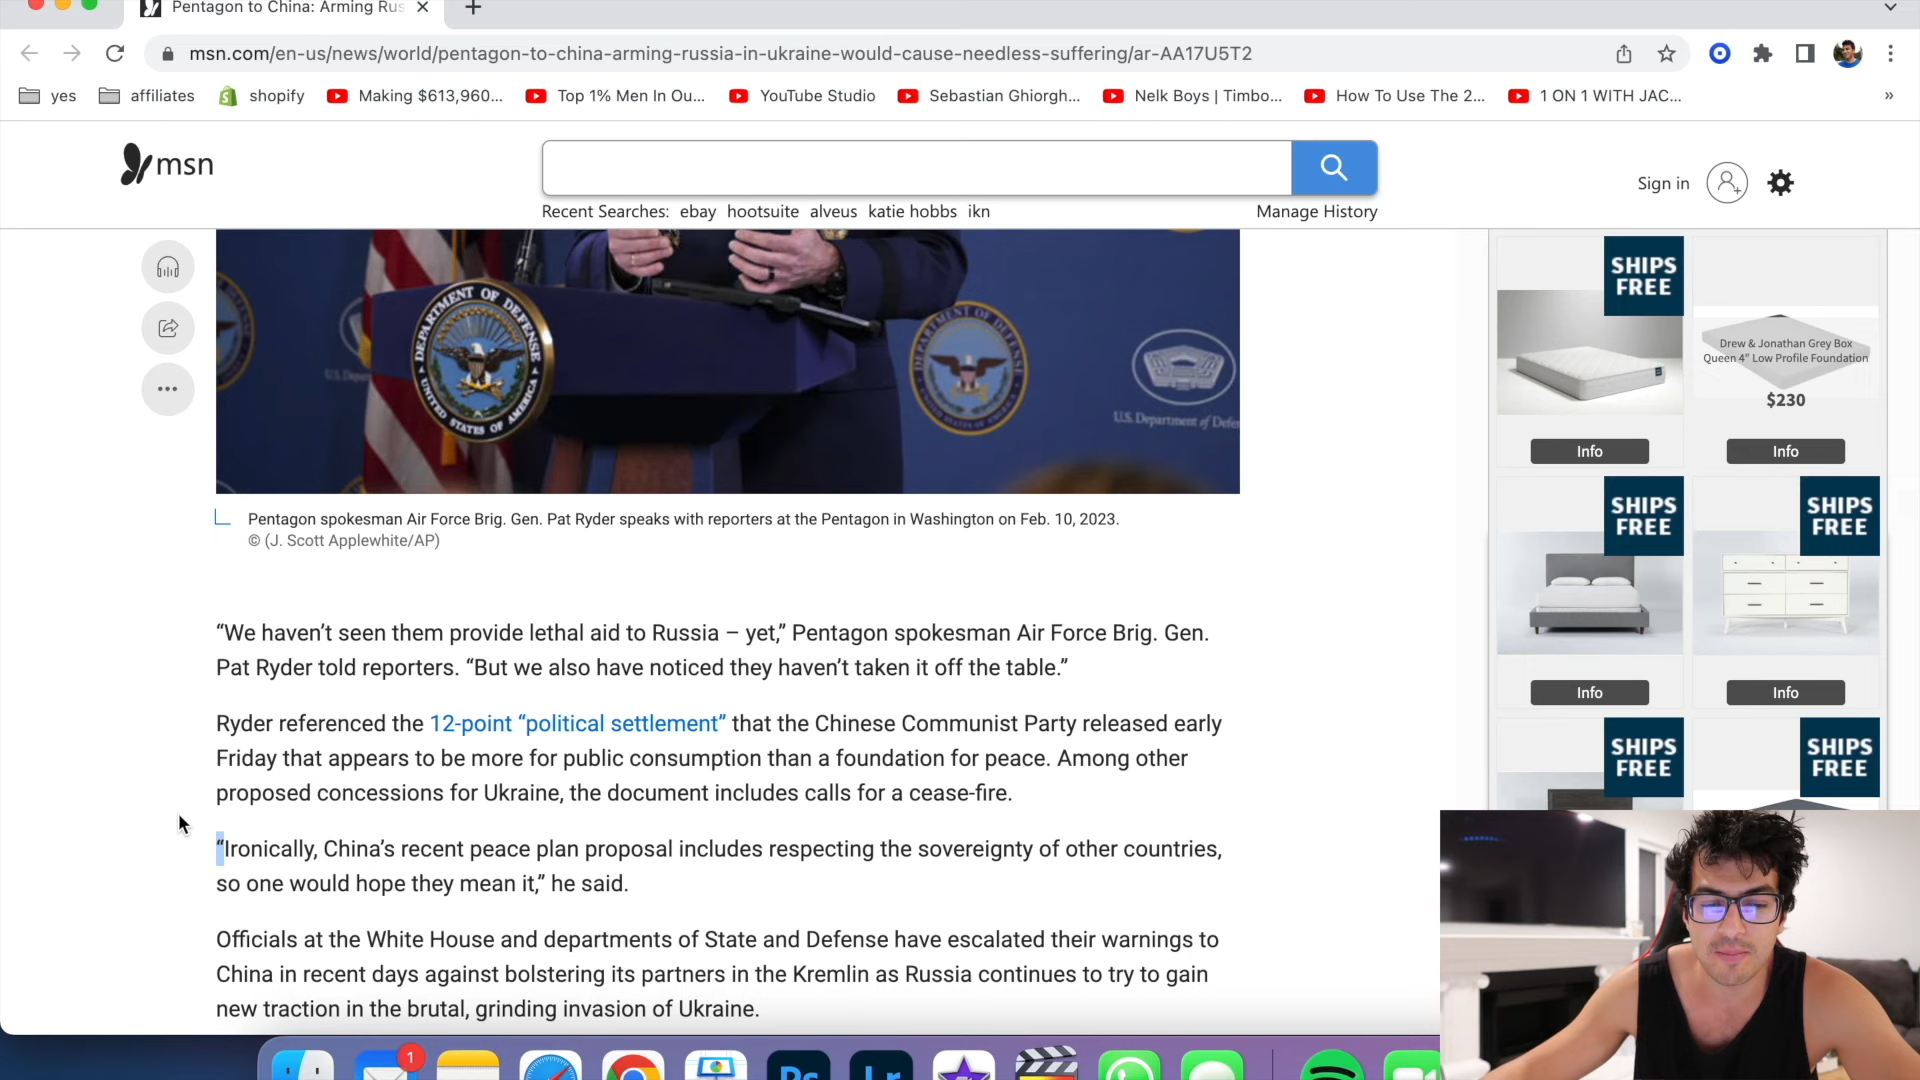 Pentagon to China: Arming Rus
msn.com/en-us/news/world/pentagon-to-china-arming-russia-in-ukraine-would-cause-needless-suffering/ar-AA17U5T2
yes affiliates shopify Making $613,960... Top 1% Men In Ou... YouTube Studio Sebastian Ghiorgh... Nelk Boys | Timbo... How To Use The 2... 1 ON 1 WITH JAC... »
msn
Sign in
Recent Searches: ebay hootsuite alveus katie hobbs ikn Manage History
DEPARTMENT OF DEFENSE
UNITED STATES OF AMERICA
U.S. Department of Defe
Pentagon spokesman Air Force Brig. Gen. Pat Ryder speaks with reporters at the Pentagon in Washington on Feb. 10, 2023.
© (J. Scott Applewhite/AP)
“We haven’t seen them provide lethal aid to Russia – yet,” Pentagon spokesman Air Force Brig. Gen.
Pat Ryder told reporters. “But we also have noticed they haven’t taken it off the table.”
Ryder referenced the 12-point “political settlement” that the Chinese Communist Party released early
Friday that appears to be more for public consumption than a foundation for peace. Among other
proposed concessions for Ukraine, the document includes calls for a cease-fire.
“Ironically, China’s recent peace plan proposal includes respecting the sovereignty of other countries,
so one would hope they mean it,” he said.
Officials at the White House and departments of State and Defense have escalated their warnings to
China in recent days against bolstering its partners in the Kremlin as Russia continues to try to gain
new traction in the brutal, grinding invasion of Ukraine.
SHIPS
FREE
Drew & Jonathan Grey Box
Queen 4" Low Profile Foundation
$230
Info Info
SHIPS SHIPS
FREE FREE
Info Info
SHIPS SHIPS
FREE FREE
1
Ps Lr